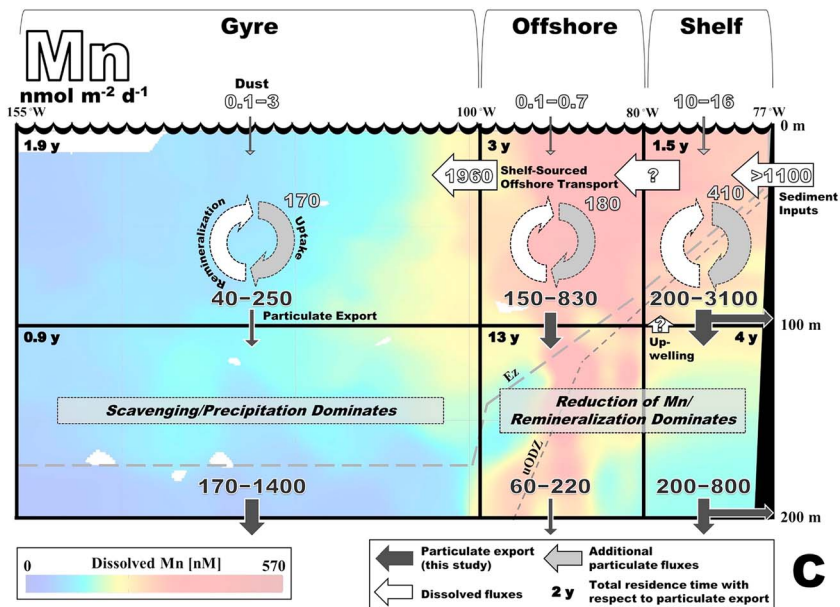 Gyre
Offshore
Shelf
Mn
nmol m⁻² d⁻¹
Dust
0.1–3
0.1–0.7
10–16
155°W
100°W
80°W
77°W
0 m
1.9 y
3 y
1.5 y
1960
Shelf-Sourced
Offshore Transport
?
>1100
Sediment
Inputs
170
Remineralization
Uptake
180
410
40–250
150–830
200–3100
Particulate Export
100 m
0.9 y
13 y
?
Up-
welling
4 y
Ez
Scavenging/Precipitation Dominates
Reduction of Mn/
Remineralization Dominates
uODZ
170–1400
60–220
200–800
200 m
0 Dissolved Mn [nM] 570
Particulate export
(this study)
Additional
particulate fluxes
Dissolved fluxes
2 y Total residence time with
respect to particulate export
C